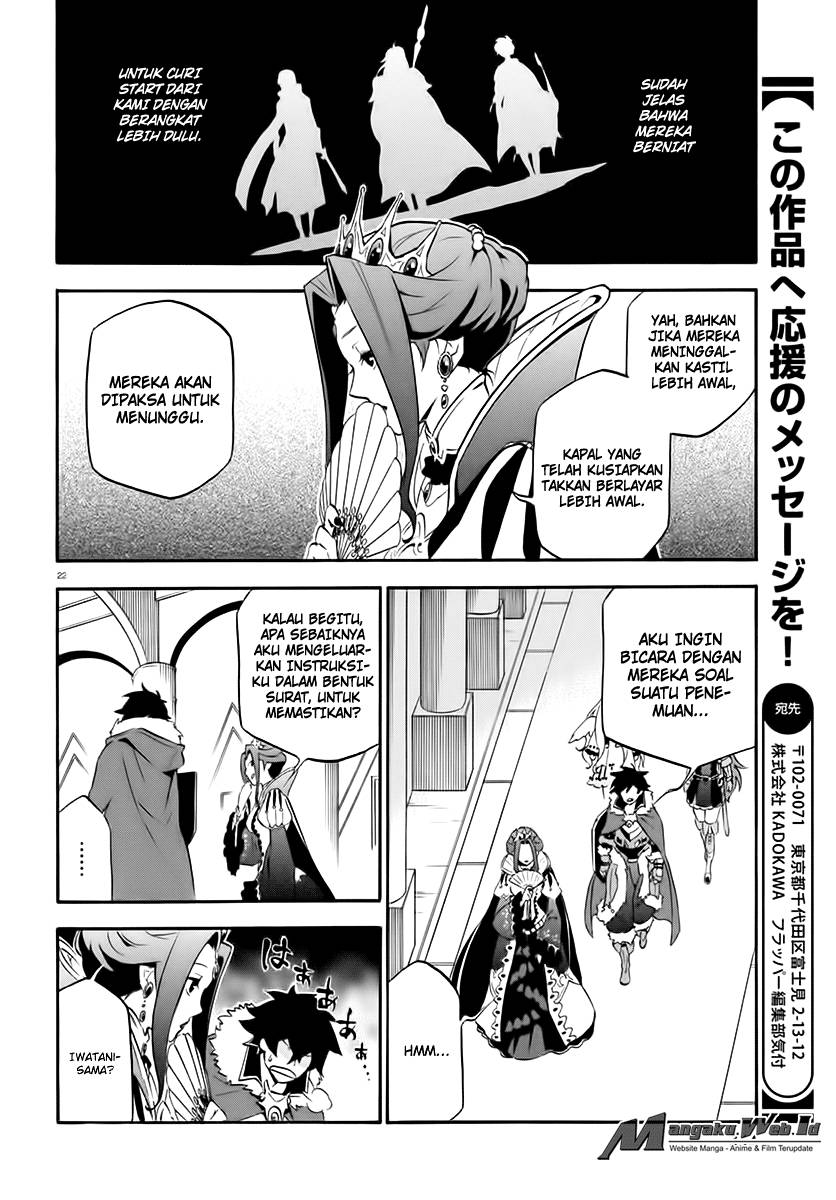 SUDAH
JELAS
BAHWA
MEREKA
BERNIAT
UNTUK CURI
START DARI
KAMI DENGAN
BERANGKAT
LEBIH DULU.
YAH, BAHKAN
JIKA MEREKA
MENINGGAL-
KAN KASTIL
LEBIH AWAL,
KAPAL YANG
TELAH KUSIAPKAN
TAKKAN BERLAYAR
LEBIH AWAL.
MEREKA AKAN
DIPAKSA UNTUK
MENUNGGU.
22
AKU INGIN
BICARA DENGAN
MEREKA SOAL
SUATU PENE-
MUAN...
HMM...
KALAU BEGITU,
APA SEBAIKNYA
AKU MENGELUAR-
KAN INSTRUKSI-
KU DALAM BENTUK
SURAT, UNTUK
MEMASTIKAN?
......
はぁぁぁぁ...
IWATANI-
SAMA?
【この作品へ応援のメッセージを!
宛先
〒102-0071 東京都千代田区富士見 2-13-12
株式会社 KADOKAWA フラッパー編集部気付
】
Mangaku.Web.Id
Website Manga - Anime & Film Terupdate